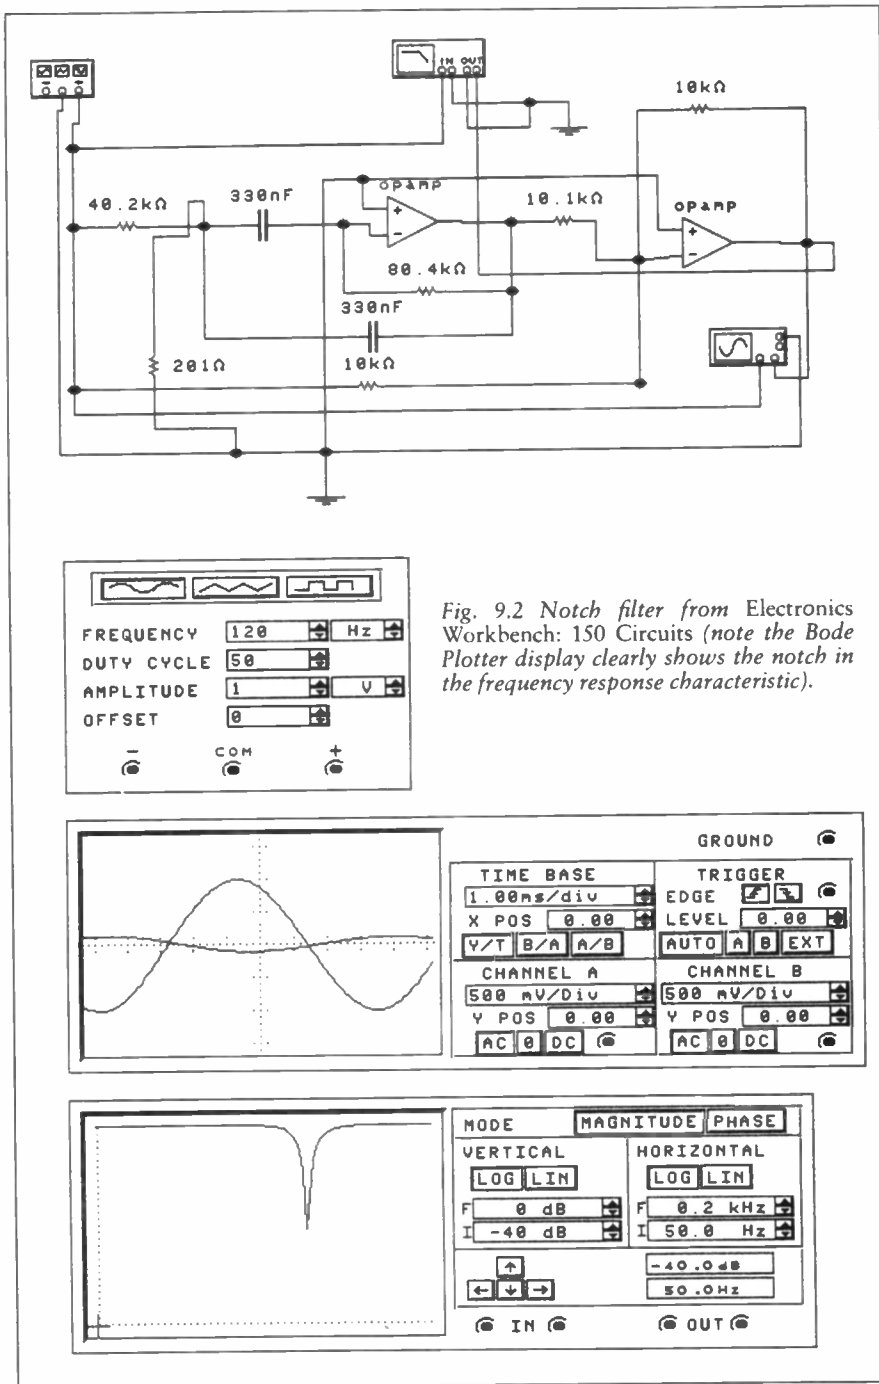 IN OUT
10kΩ
opamp
40.2kΩ
330nF
10.1kΩ
opamp
80.4kΩ
330nF
201Ω
10kΩ
FREQUENCY 120 Hz
DUTY CYCLE 50
AMPLITUDE 1 V
OFFSET 0
- COM +
Fig. 9.2 Notch filter from Electronics
Workbench: 150 Circuits (note the Bode
Plotter display clearly shows the notch in
the frequency response characteristic).
GROUND
TIME BASE
1.00ms/div
X POS 0.00
Y/T B/A A/B
TRIGGER
EDGE
LEVEL 0.00
AUTO A B EXT
CHANNEL A
500 mV/Div
Y POS 0.00
AC 0 DC
CHANNEL B
500 mV/Div
Y POS 0.00
AC 0 DC
MODE MAGNITUDE PHASE
VERTICAL
LOG LIN
F 0 dB
I -40 dB
HORIZONTAL
LOG LIN
F 0.2 kHz
I 50.0 Hz
-40.0dB
50.0Hz
IN OUT